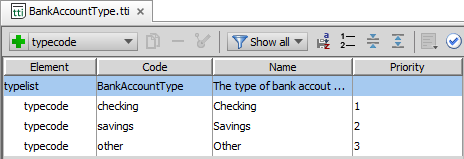 BankAccountType.tti
typecode Show all
Element Code Name Priority
typelist BankAccountType The type of bank accout ...
typecode checking Checking 1
typecode savings Savings 2
typecode other Other 3